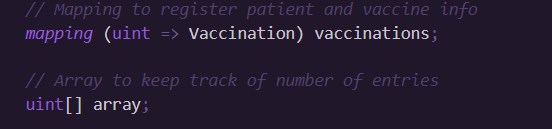 // Mapping to register patient and vaccine info
mapping (uint => Vaccination) vaccinations;
// Array to keep track of number of entries
uint[] array;